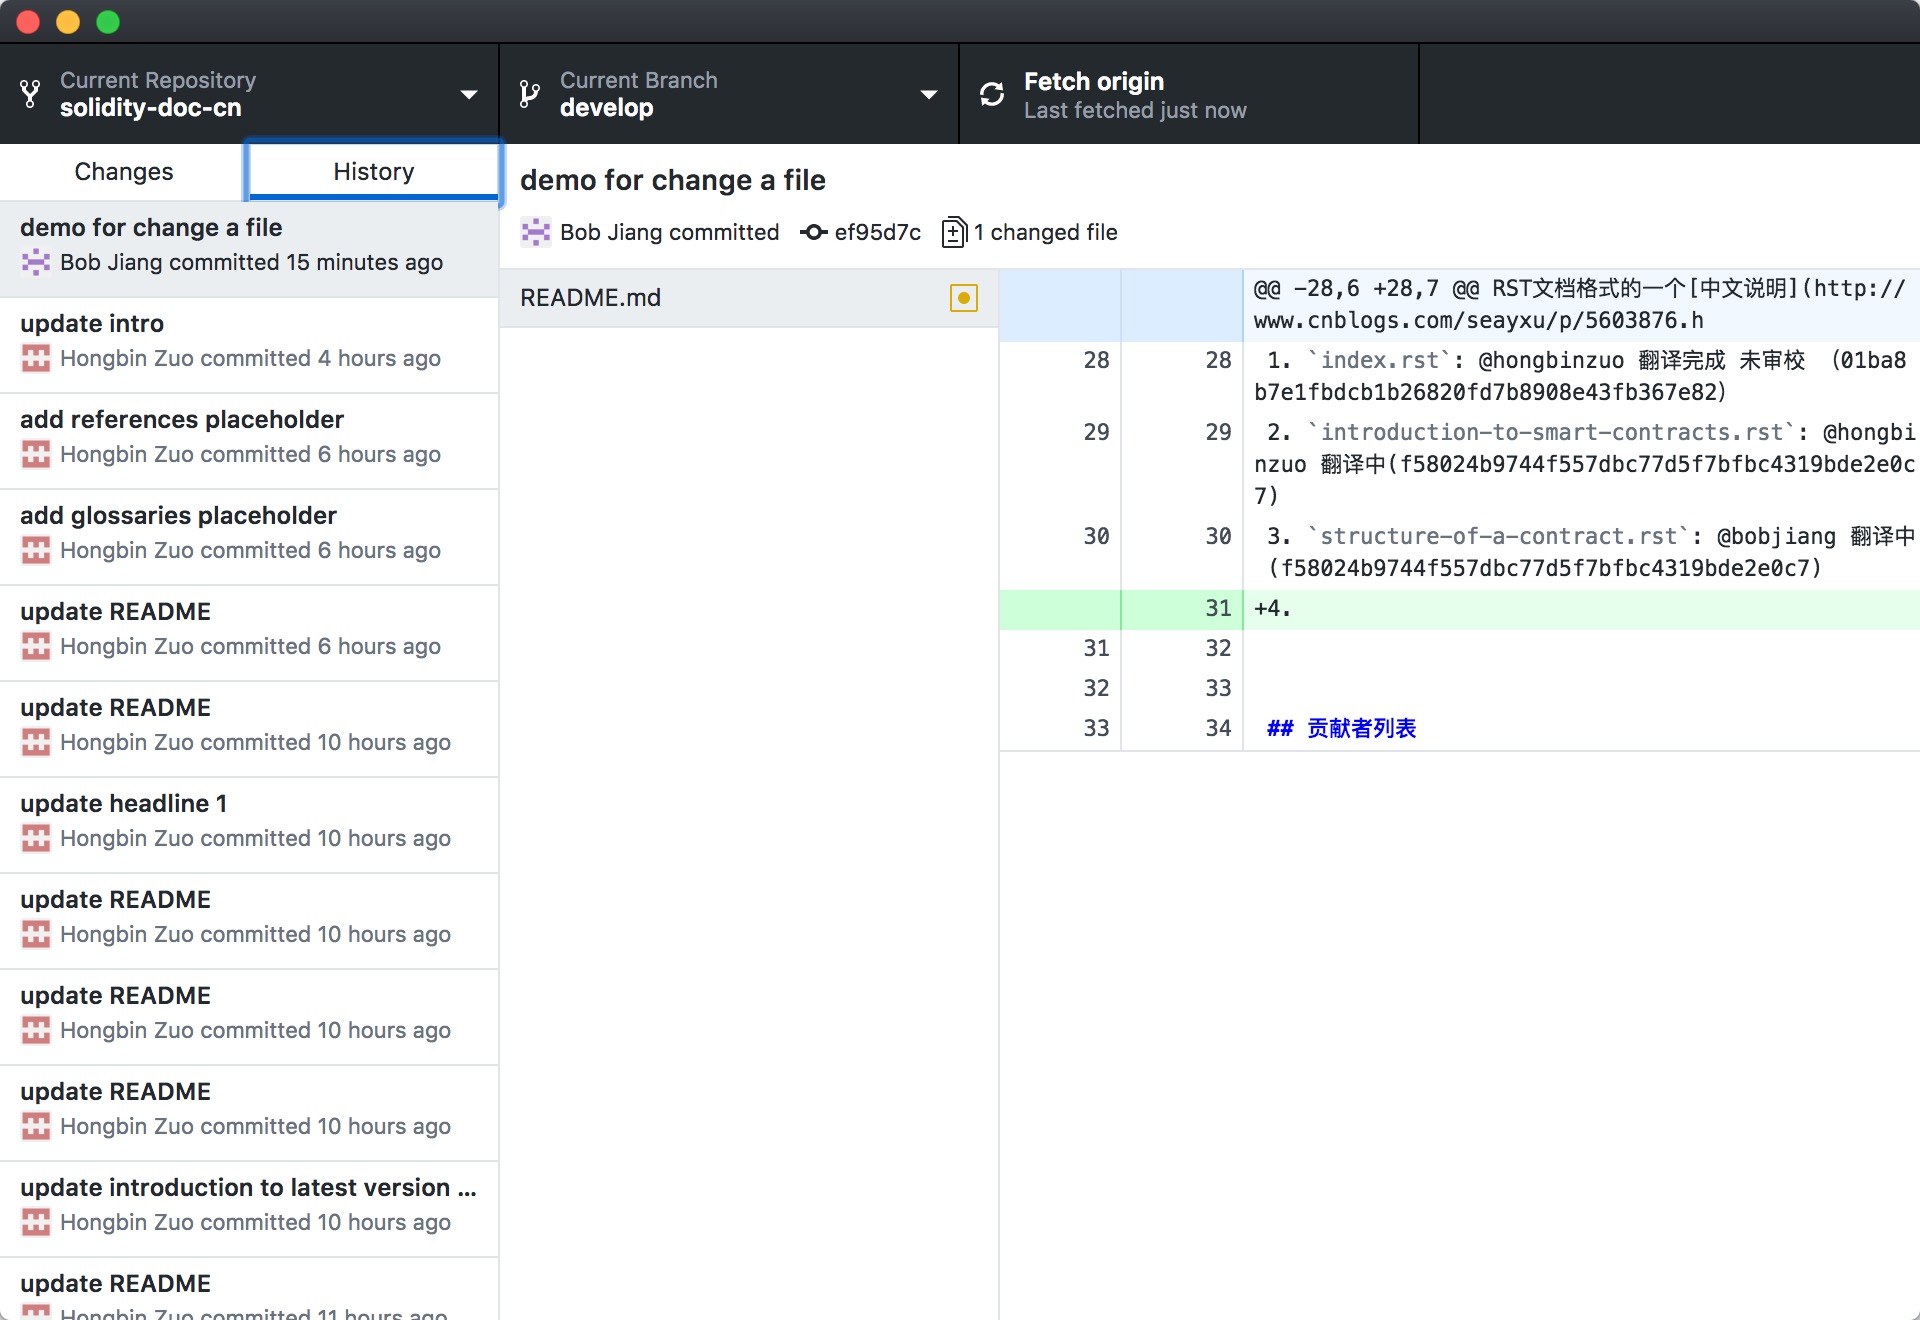 Current Repository
solidity-doc-cn
Current Branch
develop
Fetch origin
Last fetched just now
Changes
History
demo for change a file
Bob Jiang committed 15 minutes ago
update intro
Hongbin Zuo committed 4 hours ago
add references placeholder
Hongbin Zuo committed 6 hours ago
add glossaries placeholder
Hongbin Zuo committed 6 hours ago
update README
Hongbin Zuo committed 6 hours ago
update README
Hongbin Zuo committed 10 hours ago
update headline 1
Hongbin Zuo committed 10 hours ago
update README
Hongbin Zuo committed 10 hours ago
update README
Hongbin Zuo committed 10 hours ago
update README
Hongbin Zuo committed 10 hours ago
update introduction to latest version ...
Hongbin Zuo committed 10 hours ago
update README
Hongbin Zuo committed 11 hours ago
demo for change a file
Bob Jiang committed ef95d7c 1 changed file
README.md
@@ -28,6 +28,7 @@ RST文档格式的一个[中文说明](http://
www.cnblogs.com/seayxu/p/5603876.h
28 28 1. `index.rst`: @hongbinzuo 翻译完成 未审校 (01ba8
b7e1fbdcb1b26820fd7b8908e43fb367e82)
29 29 2. `introduction-to-smart-contracts.rst`: @hongbi
nzuo 翻译中(f58024b9744f557dbc77d5f7bfbc4319bde2e0c
7)
30 30 3. `structure-of-a-contract.rst`: @bobjiang 翻译中
(f58024b9744f557dbc77d5f7bfbc4319bde2e0c7)
31 +4.
31 32
32 33
33 34 ## 贡献者列表